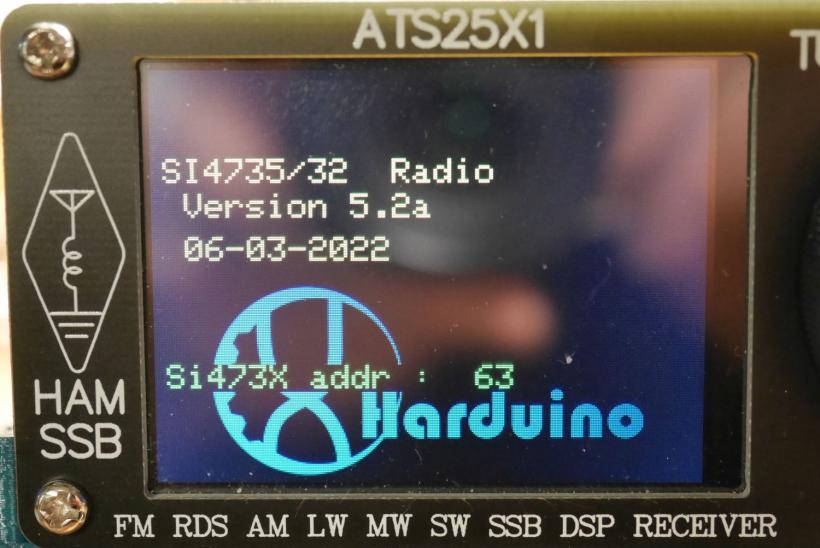 ATS25X1
SI4735/32 Radio
Version 5.2a
06-03-2022
Si473X addr : 63
Harduino
HAM
SSB
FM RDS AM LW MW SW SSB DSP RECEIVER